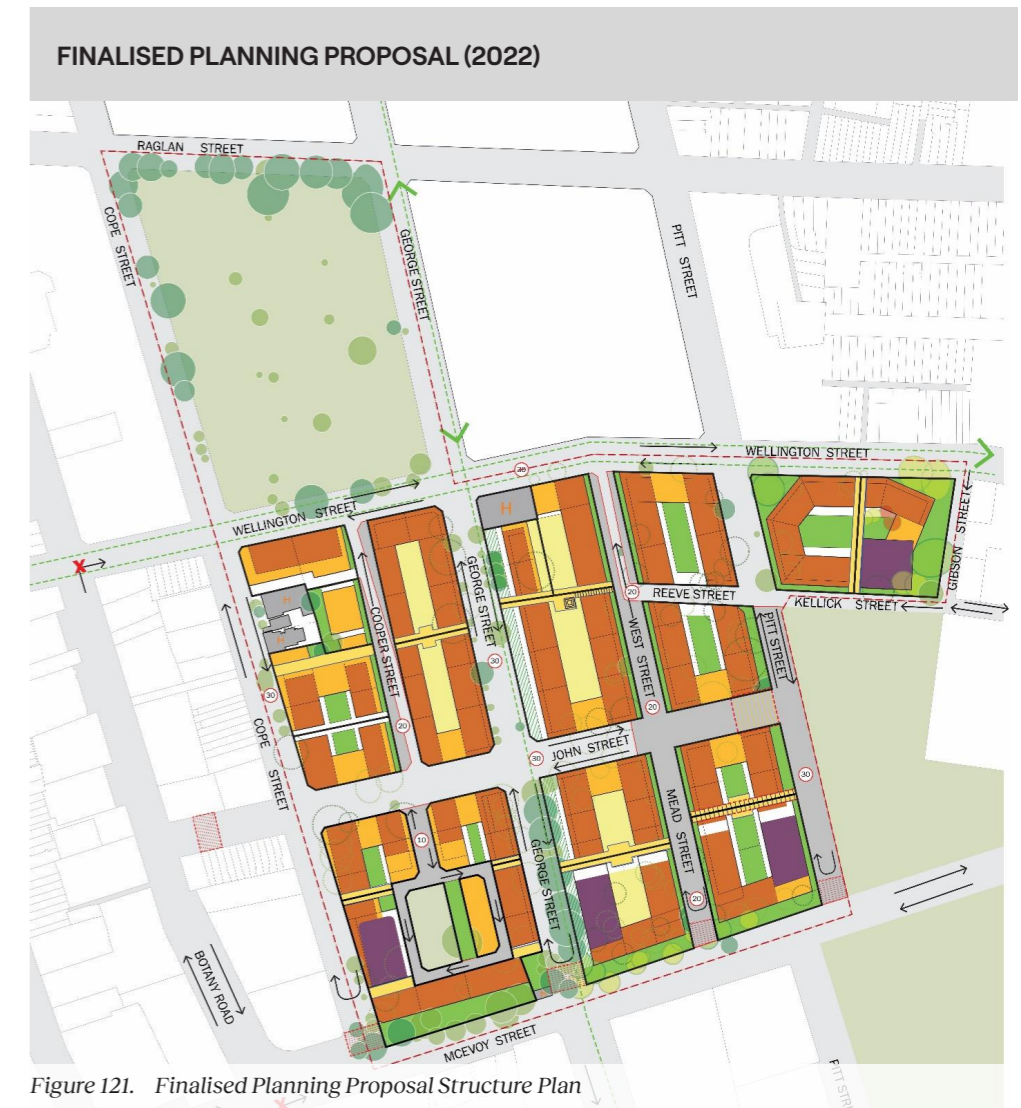 FINALISED PLANNING PROPOSAL (2022)
RAGLAN STREET
COPE STREET
GEORGE STREET
PITT STREET
WELLINGTON STREET
30
WELLINGTON STREET
H
GIBSON STREET
GEORGE STREET
X
H
COOPER STREET
20
REEVE STREET
KELLICK STREET
H
WEST STREET
PITT STREET
30
30
20
COPE STREET
20
30
JOHN STREET
30
MEAD STREET
10
GEORGE STREET
20
BOTANY ROAD
MCEVOY STREET
PITT STR
X
Figure 121. Finalised Planning Proposal Structure Plan